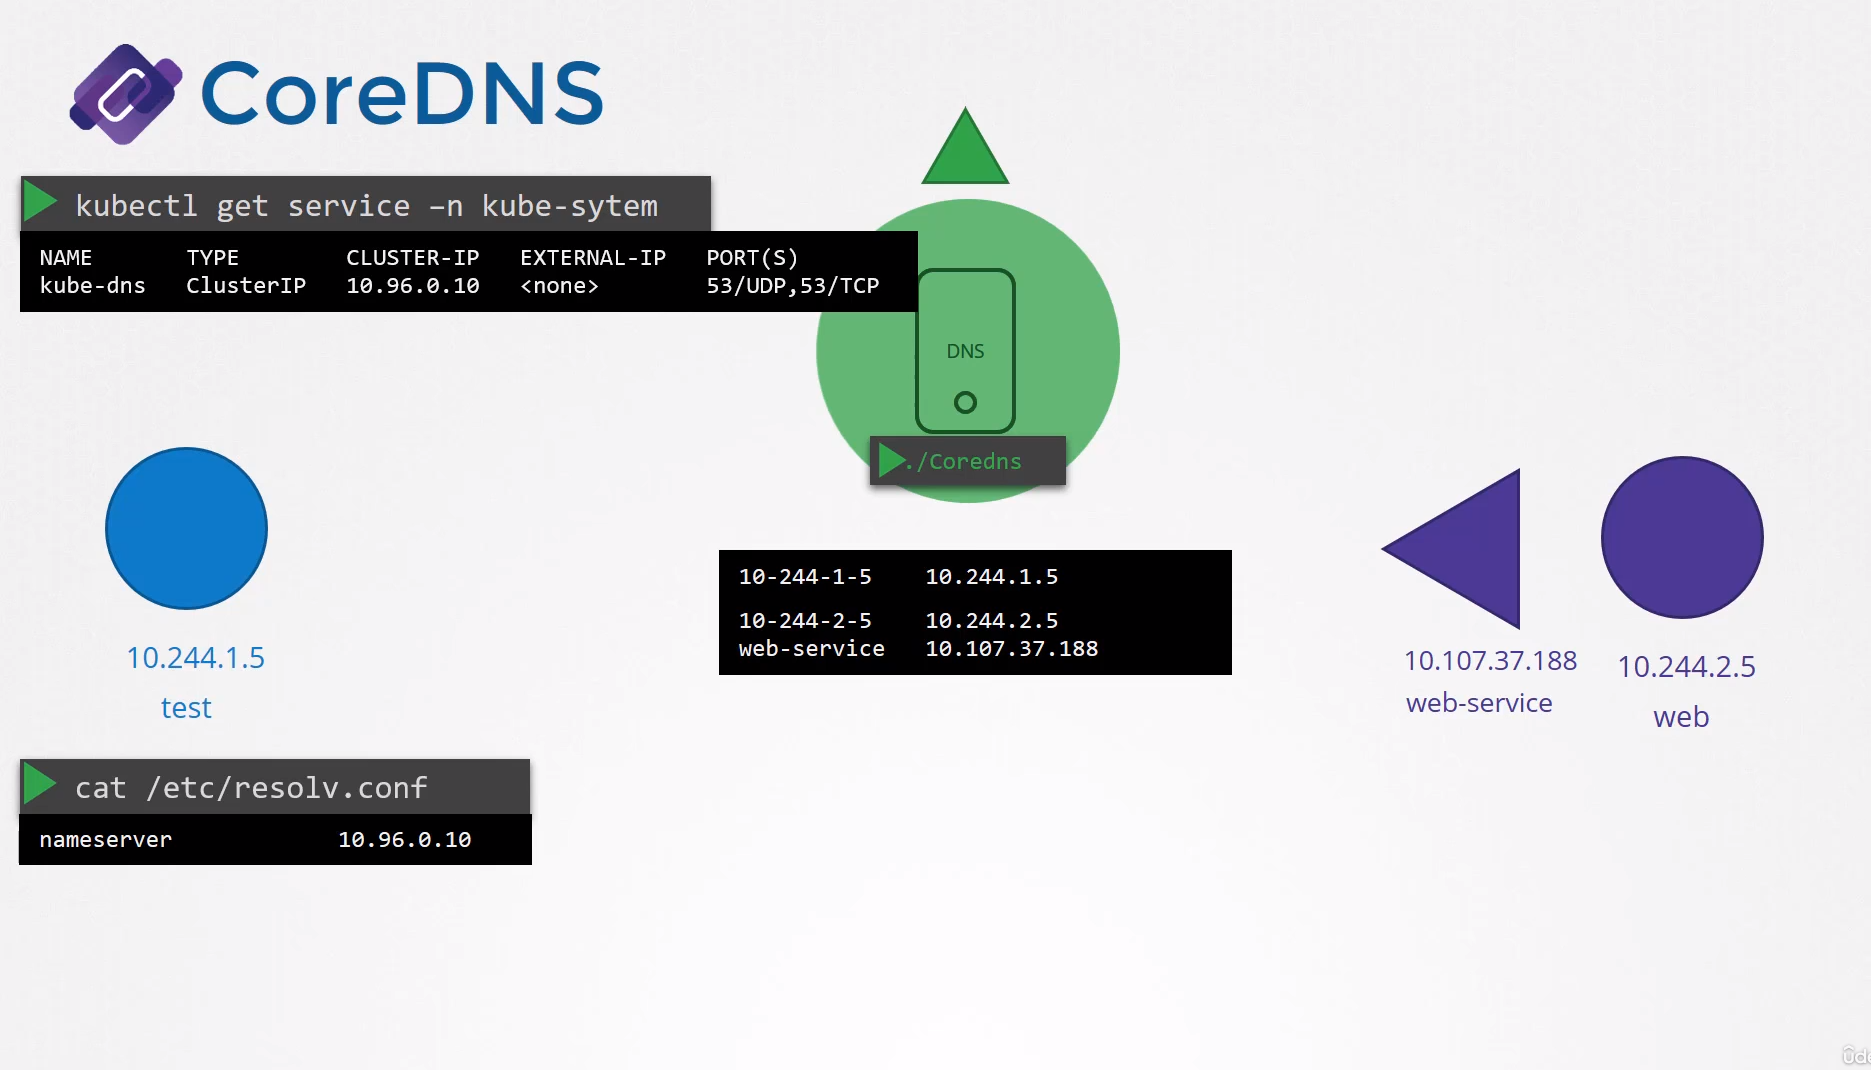 CoreDNS
kubectl get service –n kube-sytem
NAME TYPE CLUSTER-IP EXTERNAL-IP PORT(S)
kube-dns ClusterIP 10.96.0.10 <none> 53/UDP,53/TCP
DNS
./Coredns
10-244-1-5 10.244.1.5
10-244-2-5 10.244.2.5
web-service 10.107.37.188
10.244.1.5
test
10.107.37.188
web-service
10.244.2.5
web
cat /etc/resolv.conf
nameserver 10.96.0.10